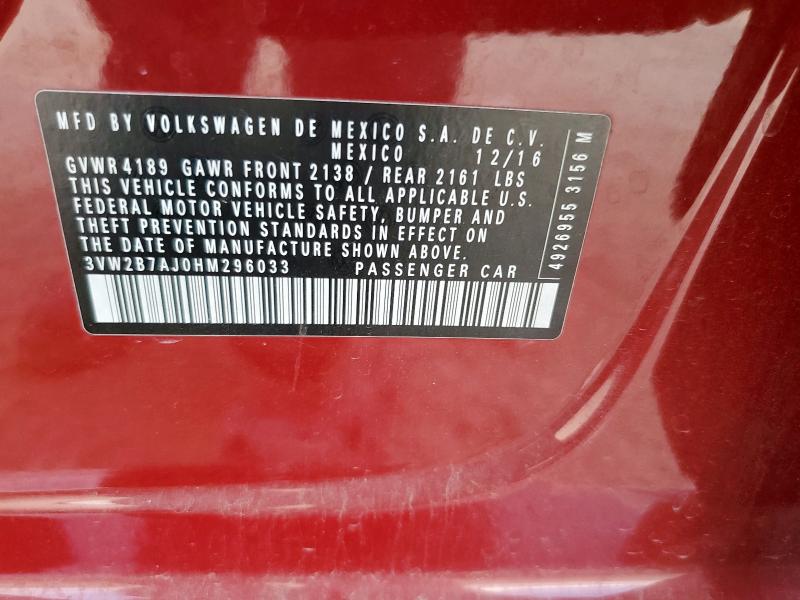 MFD BY VOLKSWAGEN DE MEXICO S.A. DE C.V.
MEXICO 12/16
GVWR 4189 GAWR FRONT 2138 / REAR 2161 LBS
THIS VEHICLE CONFORMS TO ALL APPLICABLE U.S.
FEDERAL MOTOR VEHICLE SAFETY, BUMPER AND
THEFT PREVENTION STANDARDS IN EFFECT ON
THE DATE OF MANUFACTURE SHOWN ABOVE.
3VW2B7AJ0HM296033 PASSENGER CAR
4926955 3156 M